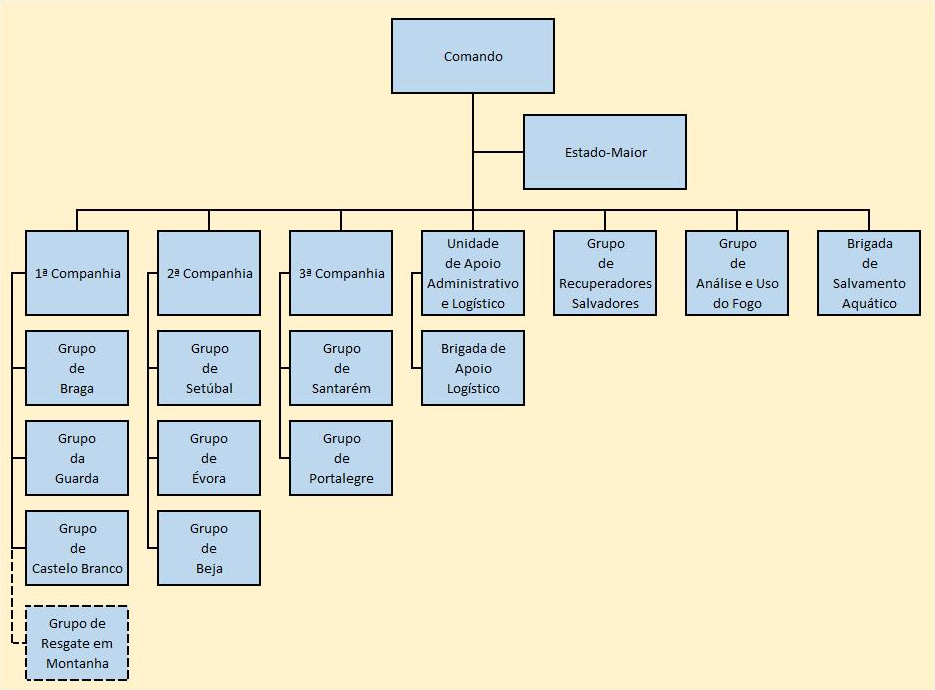 Comando
Estado-Maior
1ª Companhia
2ª Companhia
3ª Companhia
Unidade
de Apoio
Administrativo
e Logístico
Grupo
de
Recuperadores
Salvadores
Grupo
de
Análise e Uso
do Fogo
Brigada
de
Salvamento
Aquático
Grupo
de
Braga
Grupo
de
Setúbal
Grupo
de
Santarém
Brigada de
Apoio
Logístico
Grupo
da
Guarda
Grupo
de
Évora
Grupo
de
Portalegre
Grupo
de
Castelo Branco
Grupo
de
Beja
Grupo de
Resgate em
Montanha